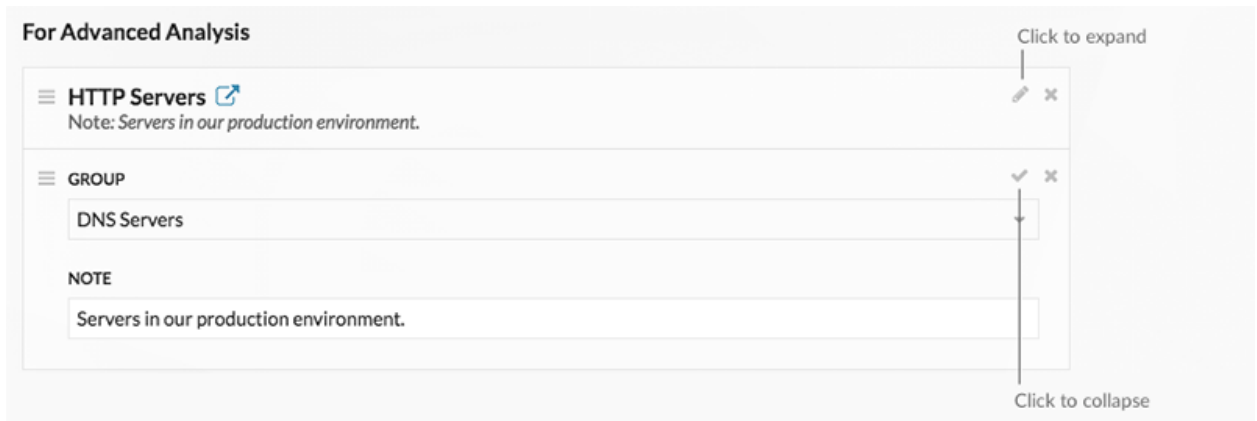 For Advanced Analysis
Click to expand
HTTP Servers
Note: Servers in our production environment.
GROUP
DNS Servers
NOTE
Servers in our production environment.
Click to collapse